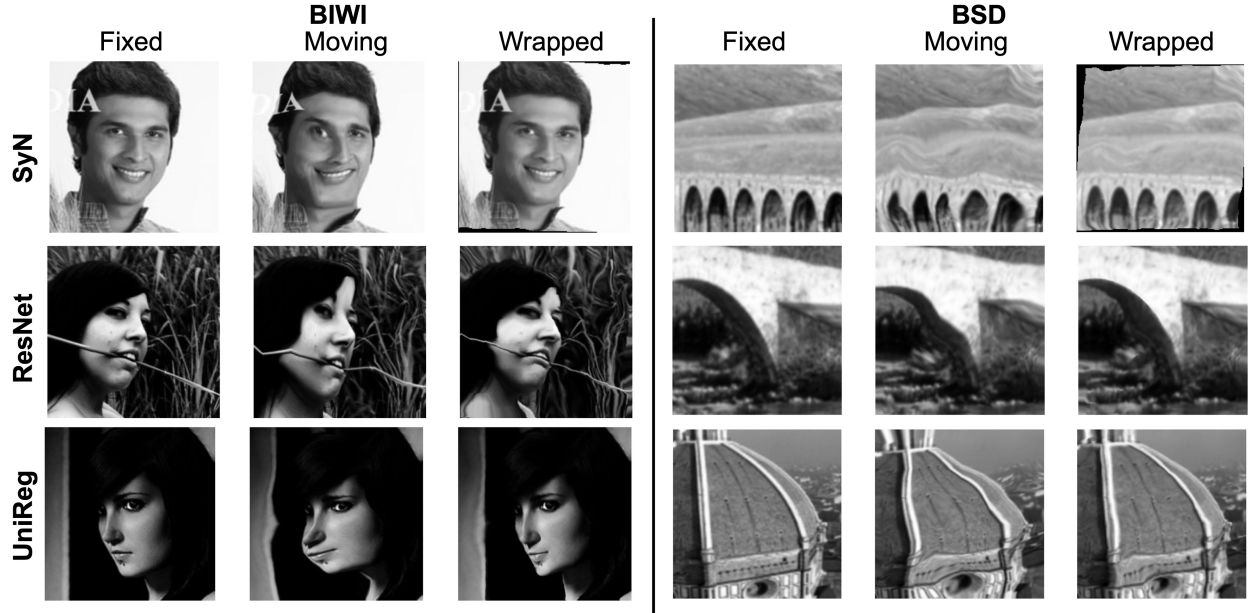 BIWI
BSD
Fixed Moving Wrapped Fixed Moving Wrapped
SyN
DIA DIA DIA
ResNet
UniReg